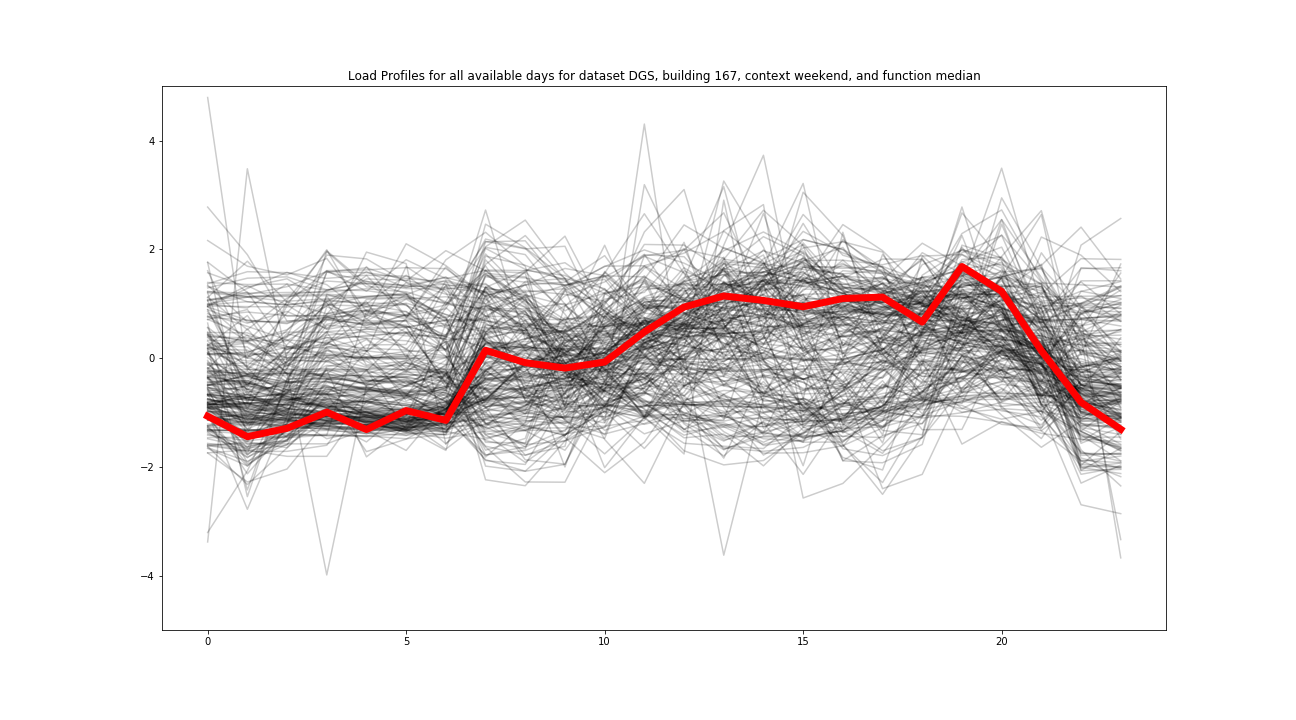 Load Profiles for all available days for dataset DGS, building 167, context weekend, and function median
4
2
0
−2
−4
0 5 10 15 20